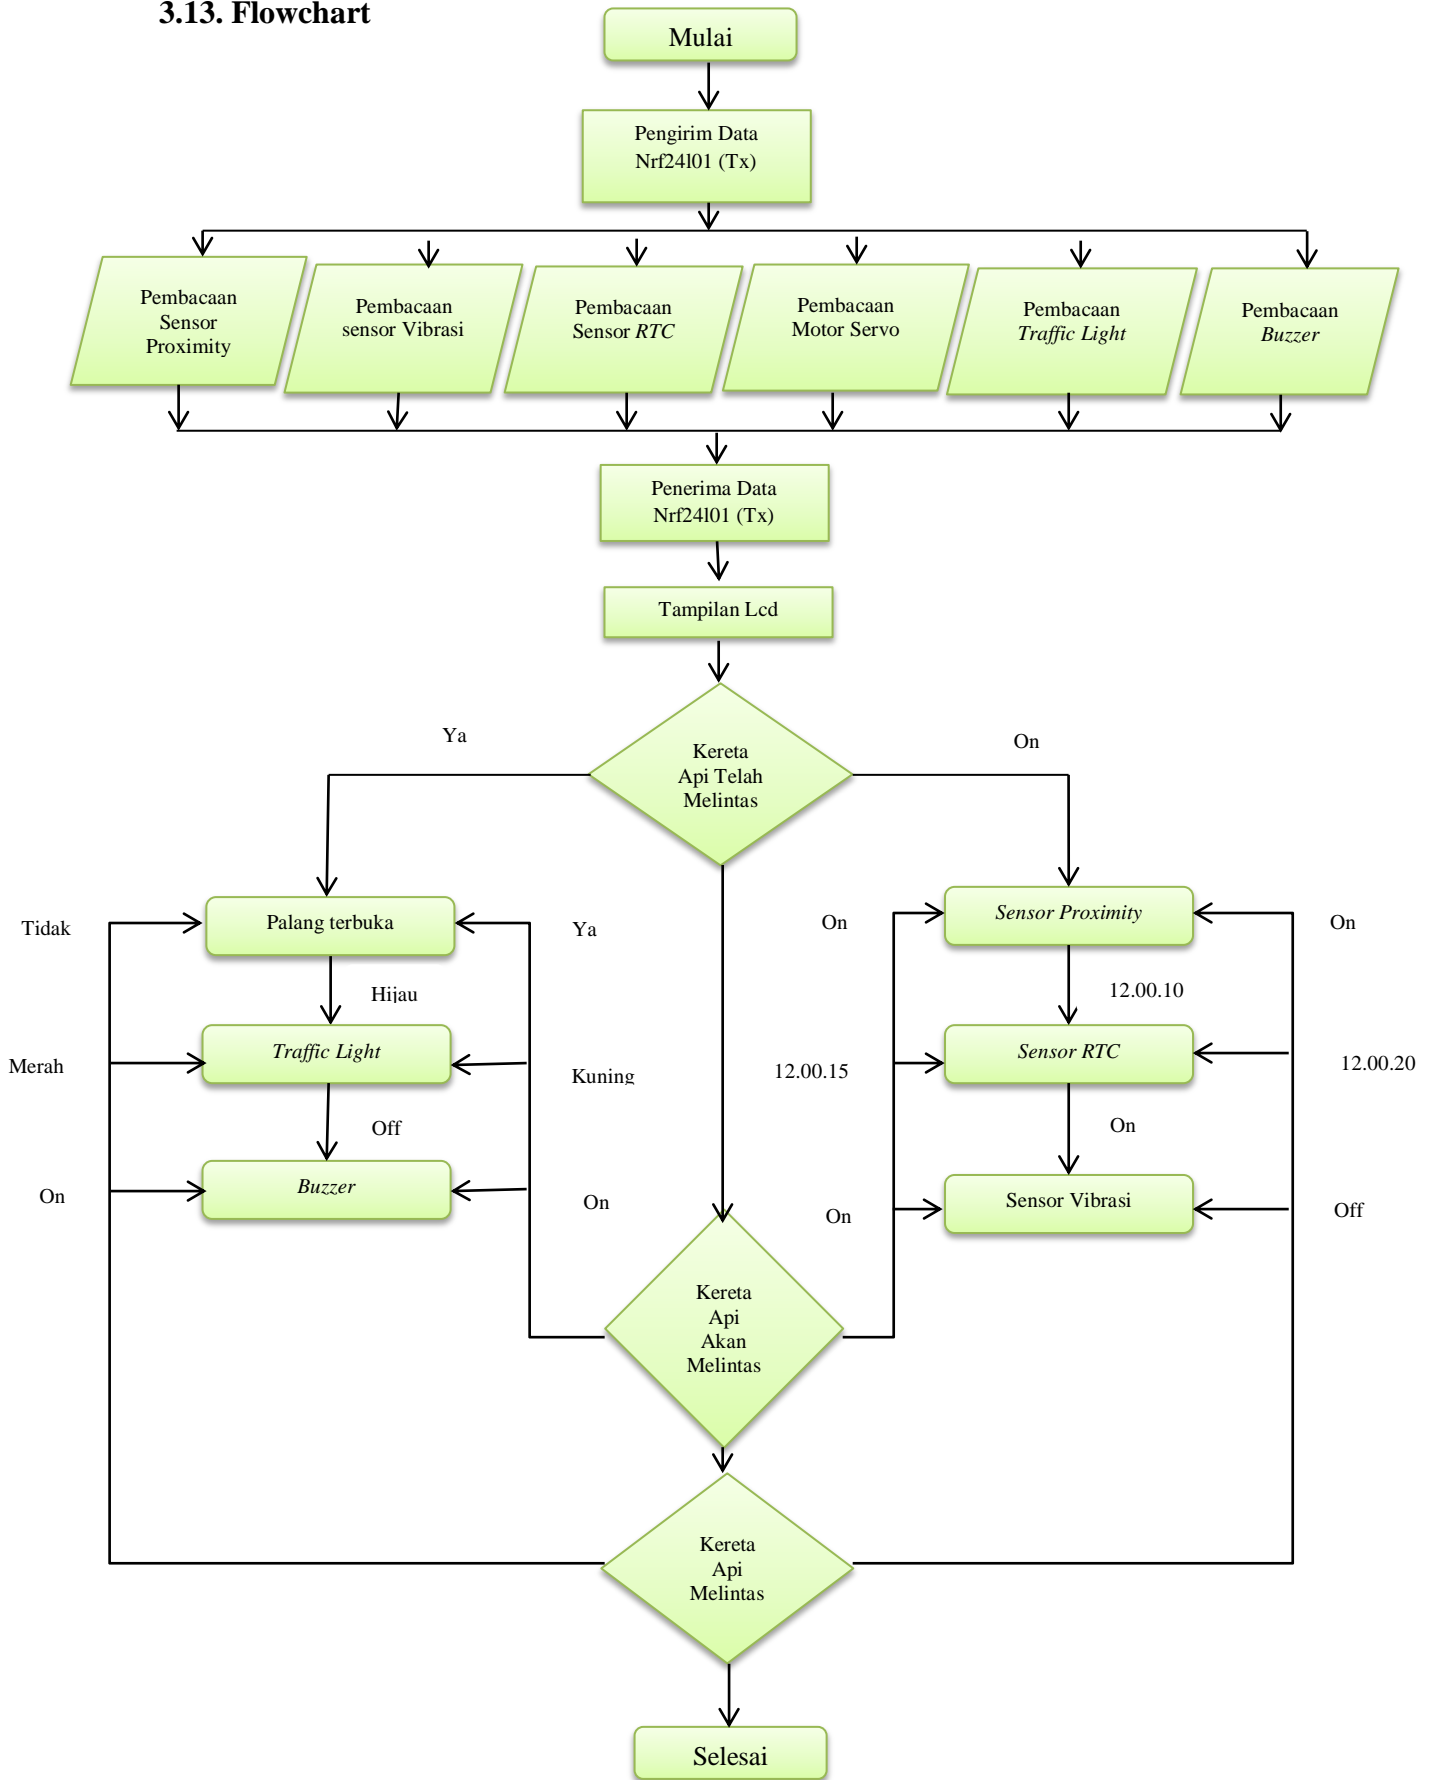 3.13. Flowchart
Mulai
Pengirim Data
Nrf24l01 (Tx)
Pembacaan
Sensor
Proximity
Pembacaan
sensor Vibrasi
Pembacaan
Sensor RTC
Pembacaan
Motor Servo
Pembacaan
Traffic Light
Pembacaan
Buzzer
Penerima Data
Nrf24l01 (Tx)
Tampilan Lcd
Ya
Kereta
Api Telah
Melintas
On
Tidak
Palang terbuka
Ya
On
Sensor Proximity
On
Hijau
12.00.10
Merah
Traffic Light
Kuning
12.00.15
Sensor RTC
12.00.20
Off
On
On
Buzzer
On
On
Sensor Vibrasi
Off
Kereta
Api
Akan
Melintas
Kereta
Api
Melintas
Selesai